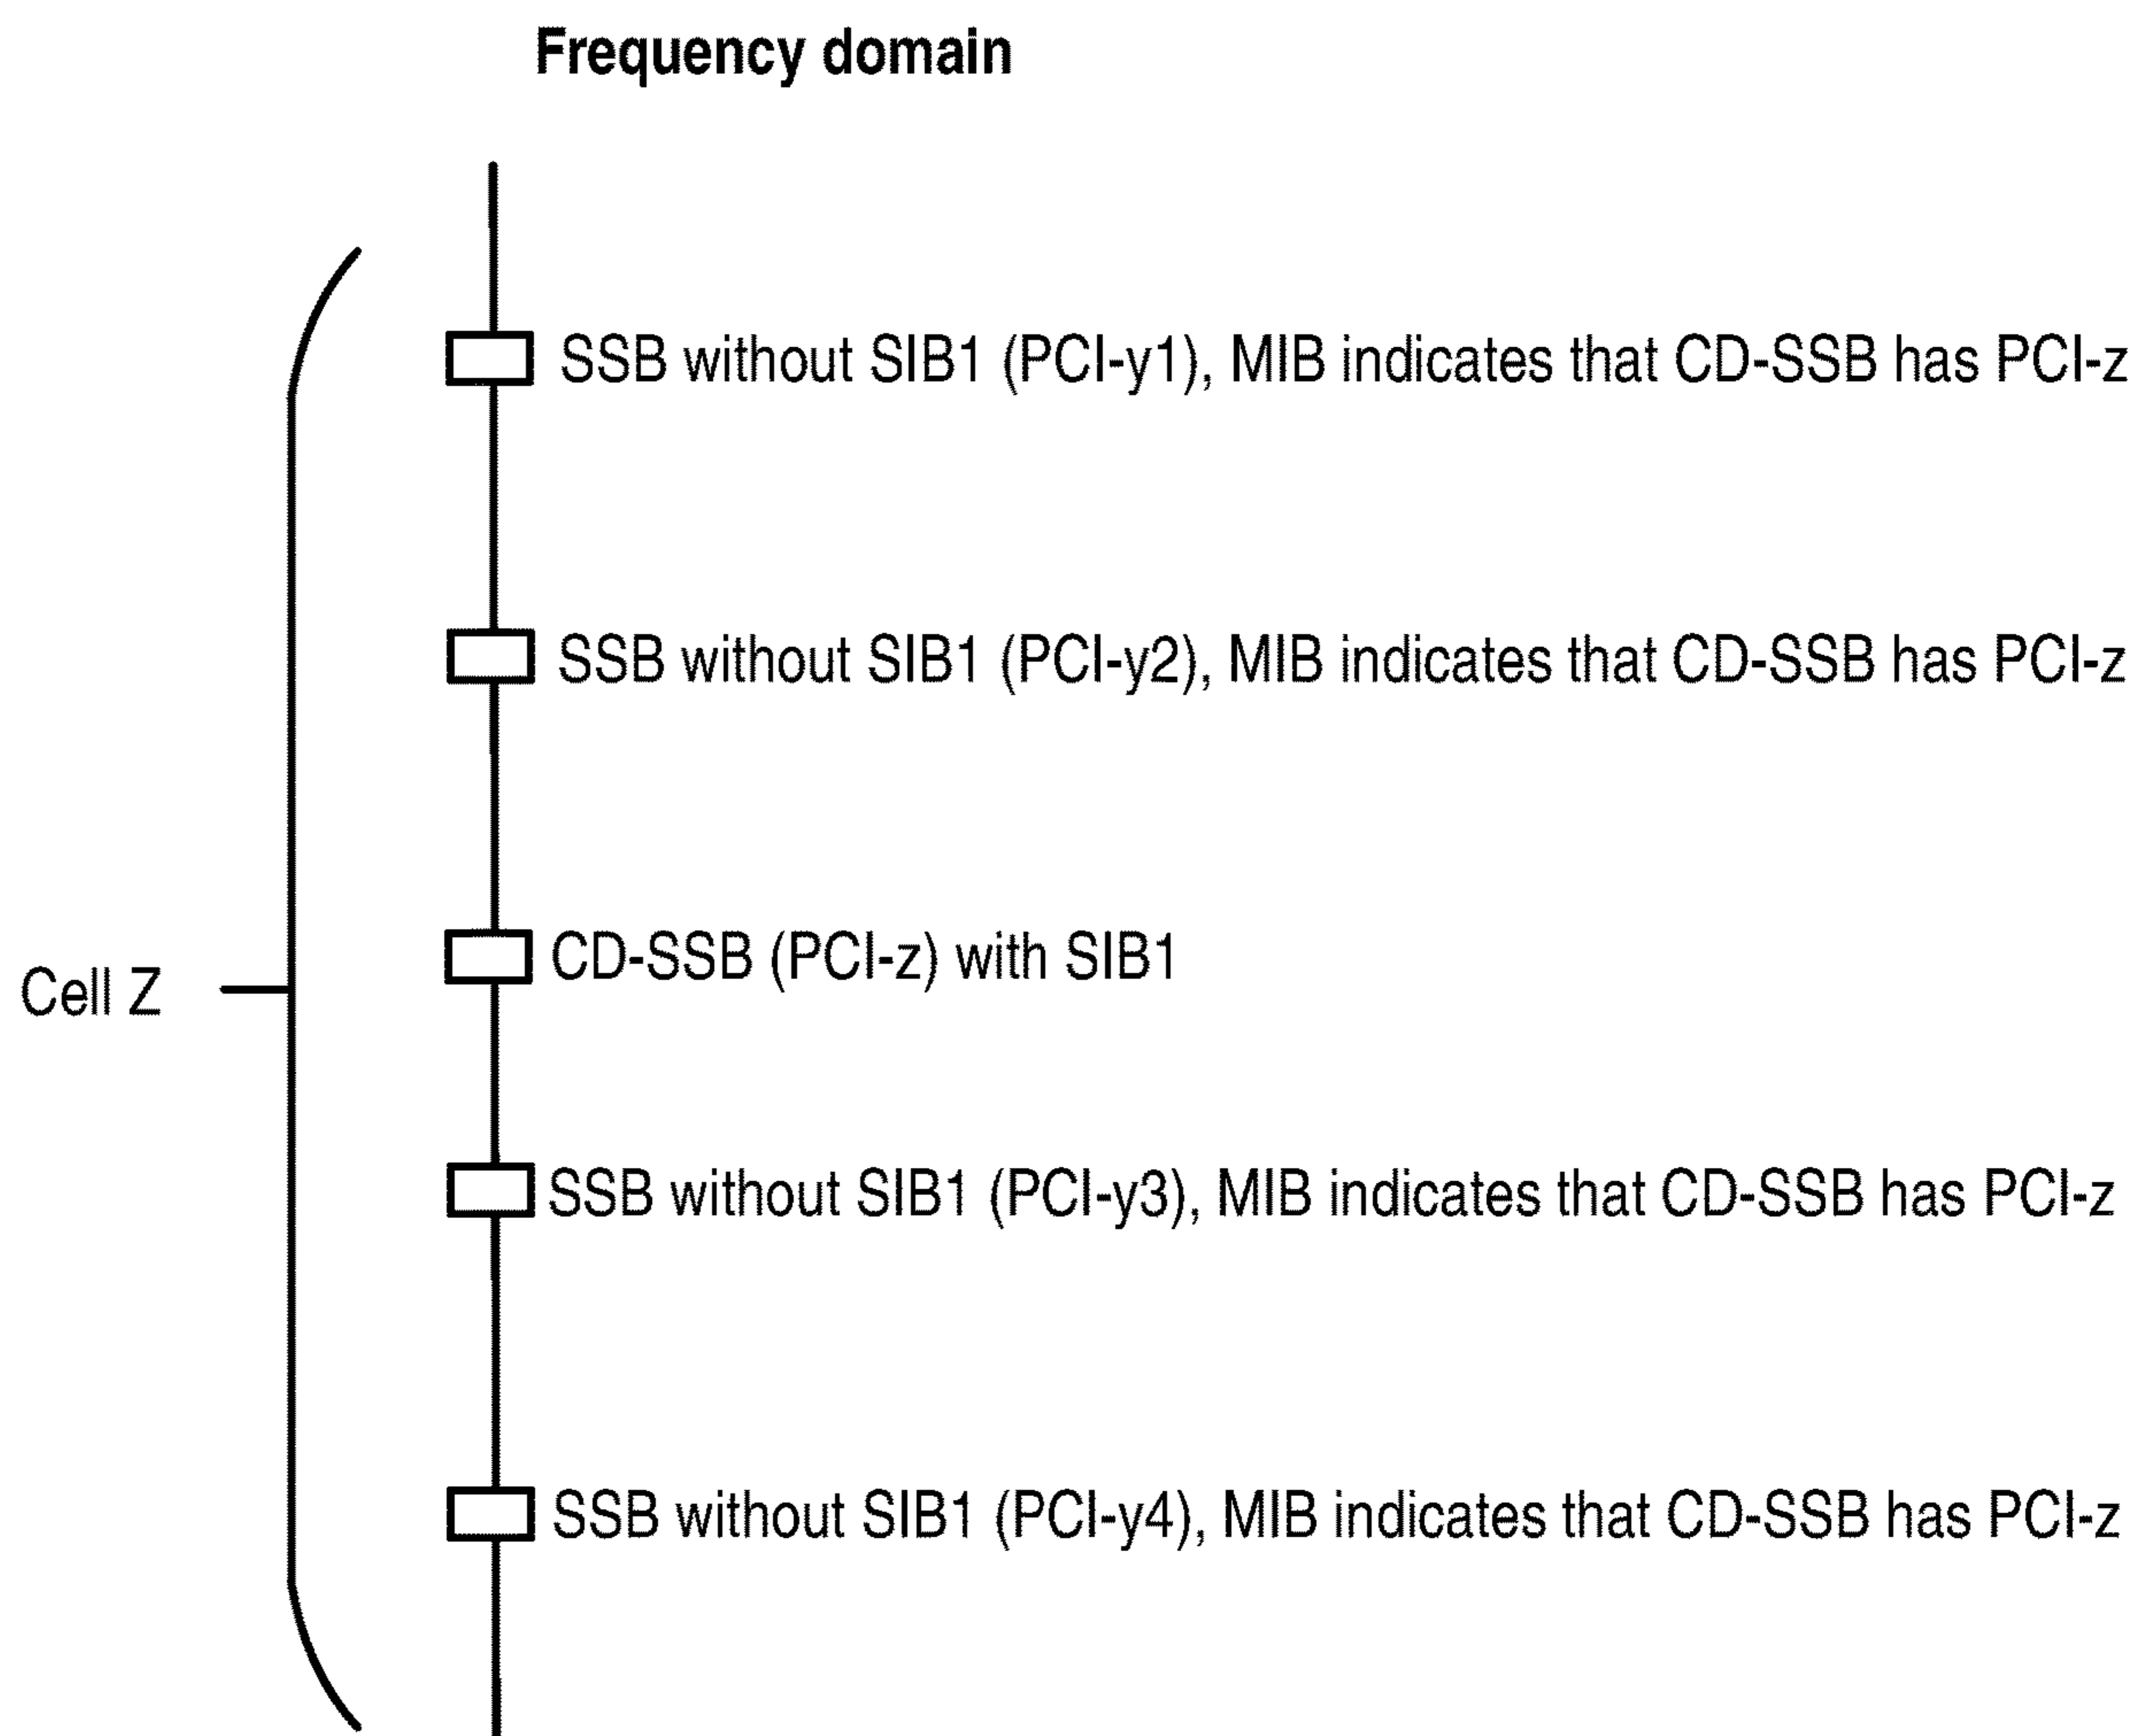 Frequency domain
SSB without SIB1 (PCI-y1), MIB indicates that CD-SSB has PCI-z
SSB without SIB1 (PCI-y2), MIB indicates that CD-SSB has PCI-z
CD-SSB (PCI-z) with SIB1
Cell Z
SSB without SIB1 (PCI-y3), MIB indicates that CD-SSB has PCI-z
SSB without SIB1 (PCI-y4), MIB indicates that CD-SSB has PCI-z